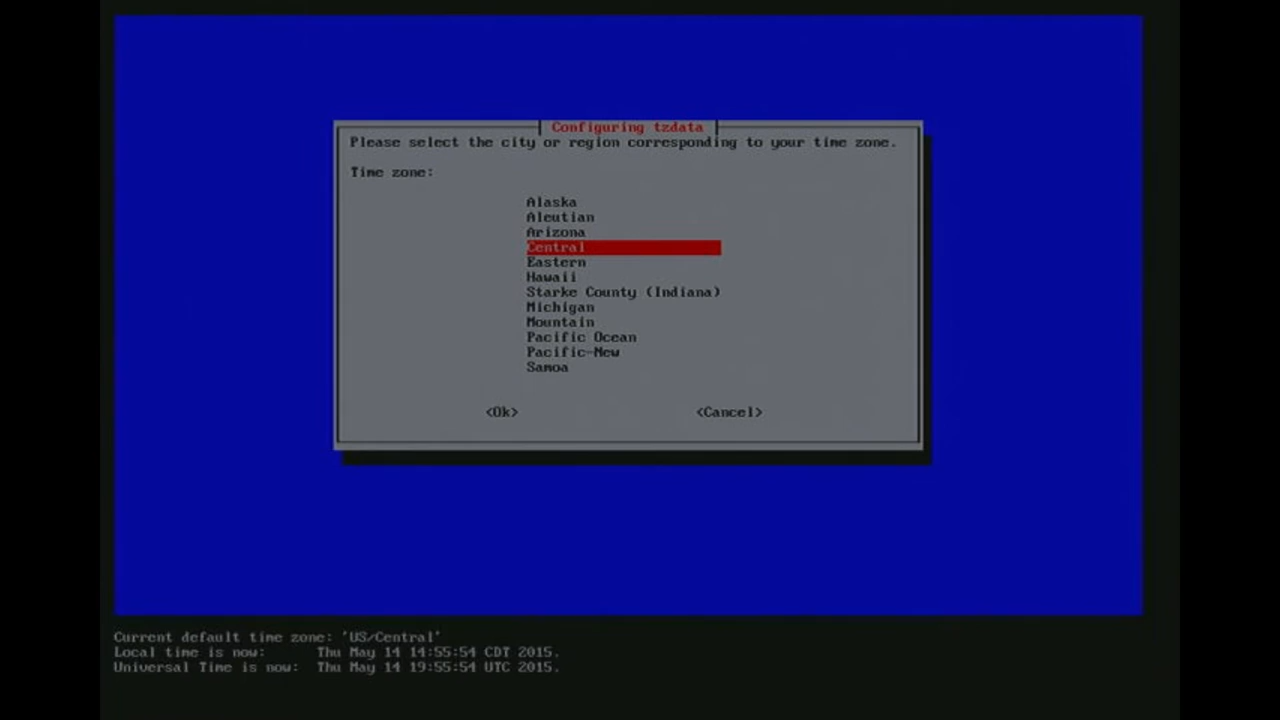 Configuring tzdata
Please select the city or region corresponding to your time zone.
Time zone:
Alaska
Aleutian
Arizona
Central
Eastern
Hawaii
Starke County (Indiana)
Michigan
Mountain
Pacific Ocean
Pacific-New
Samoa
<Ok> <Cancel>
Current default time zone: 'US/Central'
Local time is now: Thu May 14 14:55:54 CDT 2015.
Universal Time is now: Thu May 14 19:55:54 UTC 2015.